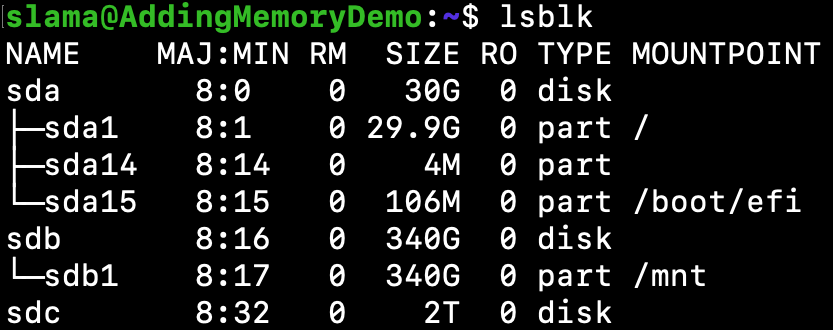 slama@AddingMemoryDemo:~$ lsblk
NAME    MAJ:MIN RM  SIZE RO TYPE MOUNTPOINT
sda       8:0    0   30G  0 disk
├─sda1    8:1    0 29.9G  0 part /
├─sda14   8:14   0    4M  0 part
└─sda15   8:15   0  106M  0 part /boot/efi
sdb       8:16   0  340G  0 disk
└─sdb1    8:17   0  340G  0 part /mnt
sdc       8:32   0    2T  0 disk